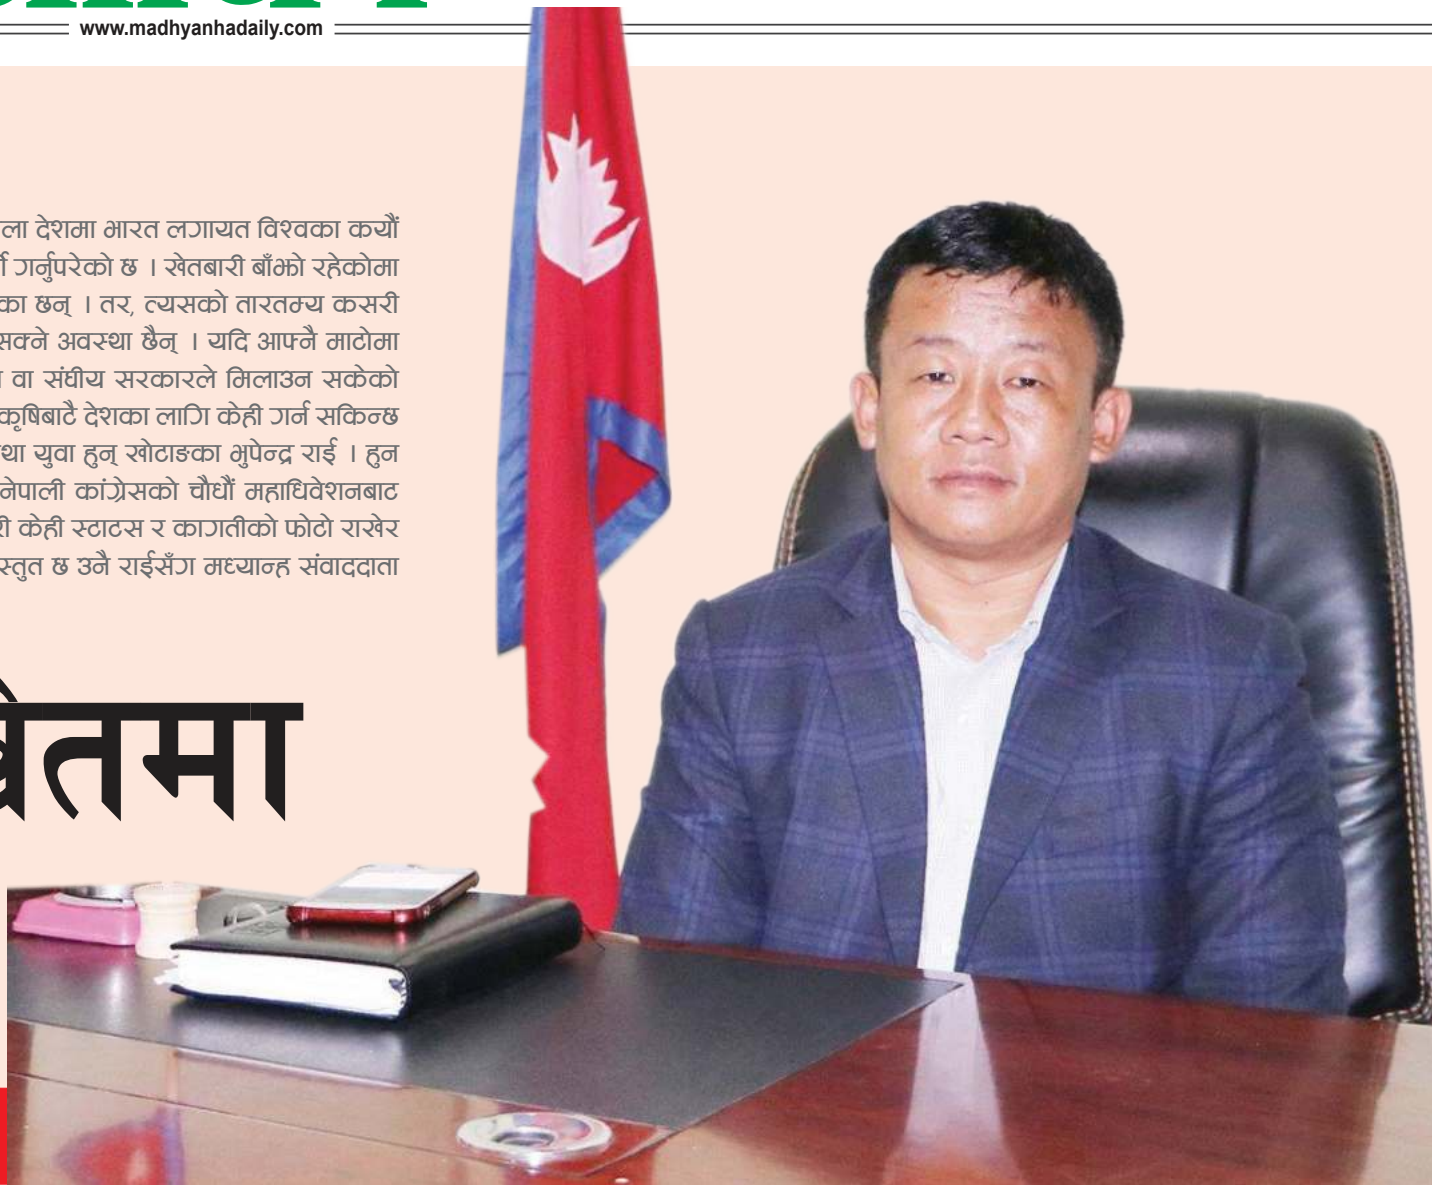 www.madhyanhadaily.com
देशमा भारत लगायत विश्वका कयौं
गर्नुपरेको छ । खेतबारी बाँझो रहेकोमा
छन् । तर, त्यसको तारतम्य कसरी
सक्ने अवस्था छैन् । यदि आफ्नै माटोमा
वा संघीय सरकारले मिलाउन सकेको
कृषिबाटै देशका लागि केही गर्न सकिन्छ
युवा हुन् खोटाङका भुपेन्द्र राई । हुन
नेपाली कांग्रेसको चौधौं महाधिवेशनबाट
केही स्टाटस र कागतीको फोटो राखेर
छ उनै राईसँग मध्यान्ह संवाददाता